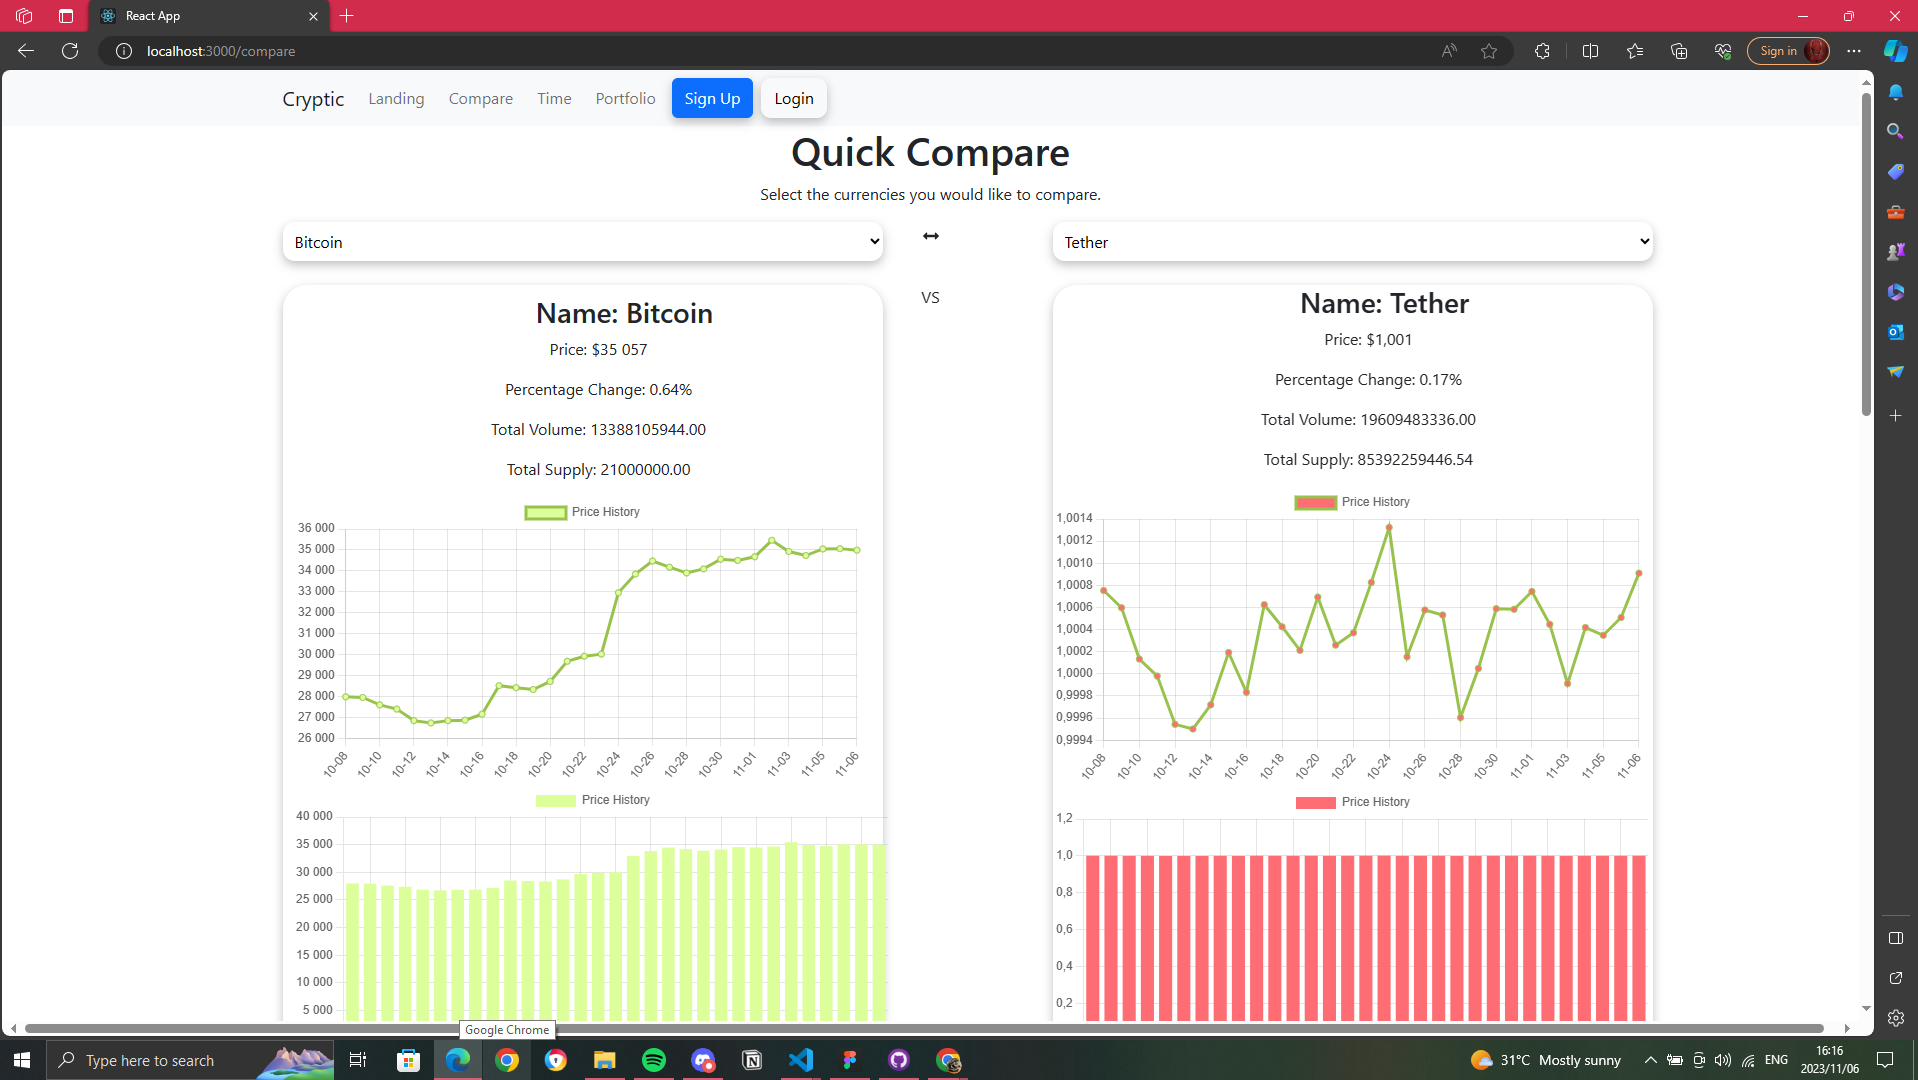 React App
localhost:3000/compare
Sign in
Cryptic Landing Compare Time Portfolio Sign Up Login
Quick Compare
Select the currencies you would like to compare.
Bitcoin
Tether
VS
Name: Bitcoin
Price: $35 057
Percentage Change: 0.64%
Total Volume: 13388105944.00
Total Supply: 21000000.00
Price History
36 000
35 000
34 000
33 000
32 000
31 000
30 000
29 000
28 000
27 000
26 000
10-08 10-10 10-12 10-14 10-16 10-18 10-20 10-22 10-24 10-26 10-28 10-30 11-01 11-03 11-05 11-06
Price History
40 000
35 000
30 000
25 000
20 000
15 000
10 000
5 000
Name: Tether
Price: $1,001
Percentage Change: 0.17%
Total Volume: 19609483336.00
Total Supply: 85392259446.54
Price History
1,0014
1,0012
1,0010
1,0008
1,0006
1,0004
1,0002
1,0000
0,9998
0,9996
0,9994
10-08 10-10 10-12 10-14 10-16 10-18 10-20 10-22 10-24 10-26 10-28 10-30 11-01 11-03 11-05 11-06
Price History
1,2
1,0
0,8
0,6
0,4
0,2
Google Chrome
Type here to search
31°C Mostly sunny
ENG
16:16
2023/11/06